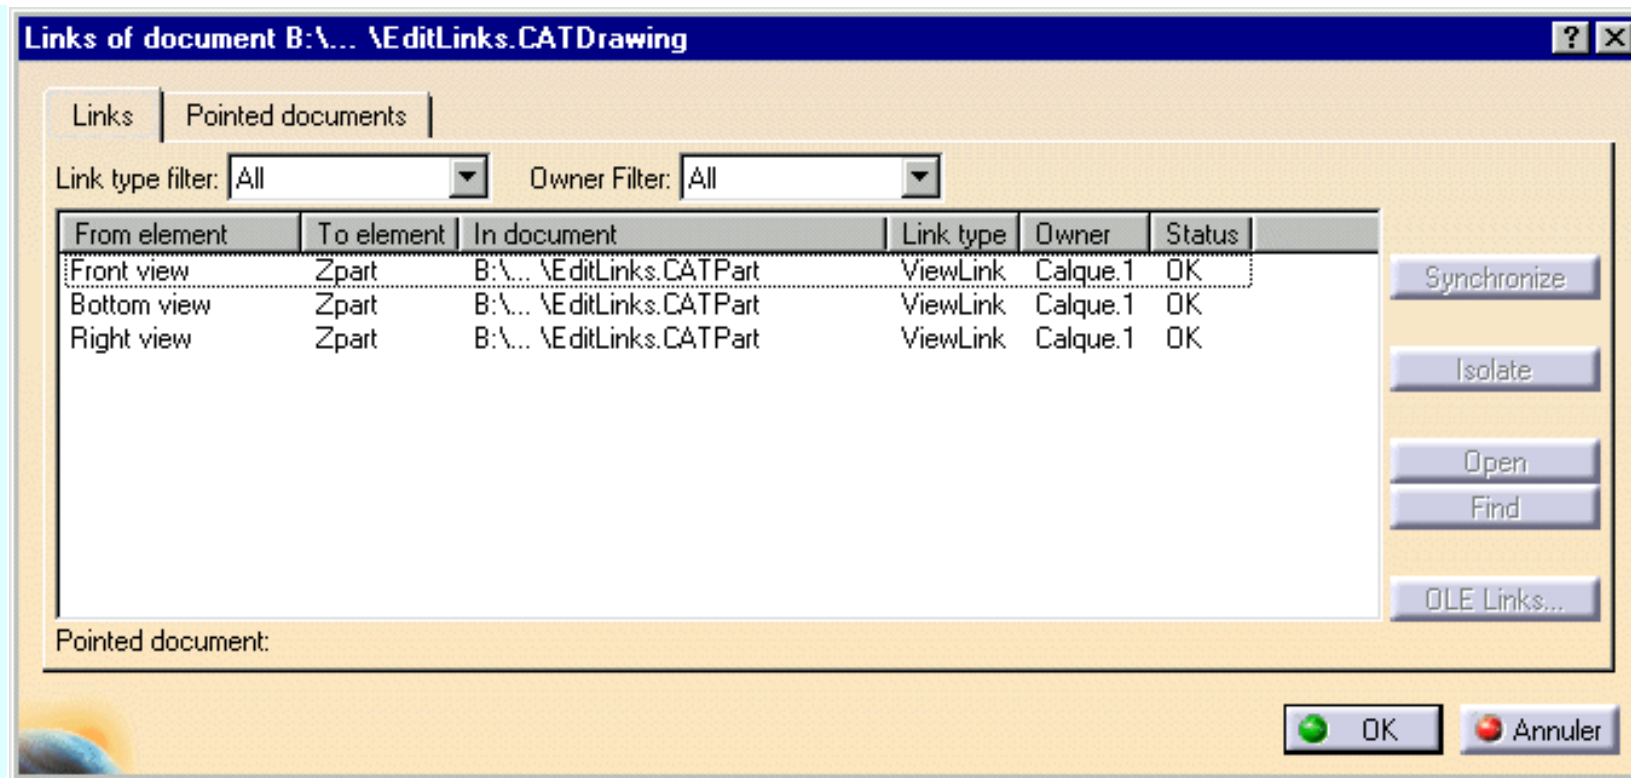 Links of document B:\... \EditLinks.CATDrawing ?
Links Pointed documents
Link type filter: All Owner Filter: All
From element To element In document Link type Owner Status
Front view Zpart B:\... \EditLinks.CATPart ViewLink Calque.1 OK
Synchronize
Bottom view Zpart B:\... \EditLinks.CATPart ViewLink Calque.1 OK
Right view Zpart B:\... \EditLinks.CATPart ViewLink Calque.1 OK
Isolate
Open
Find
OLE Links...
Pointed document:
OK Annuler